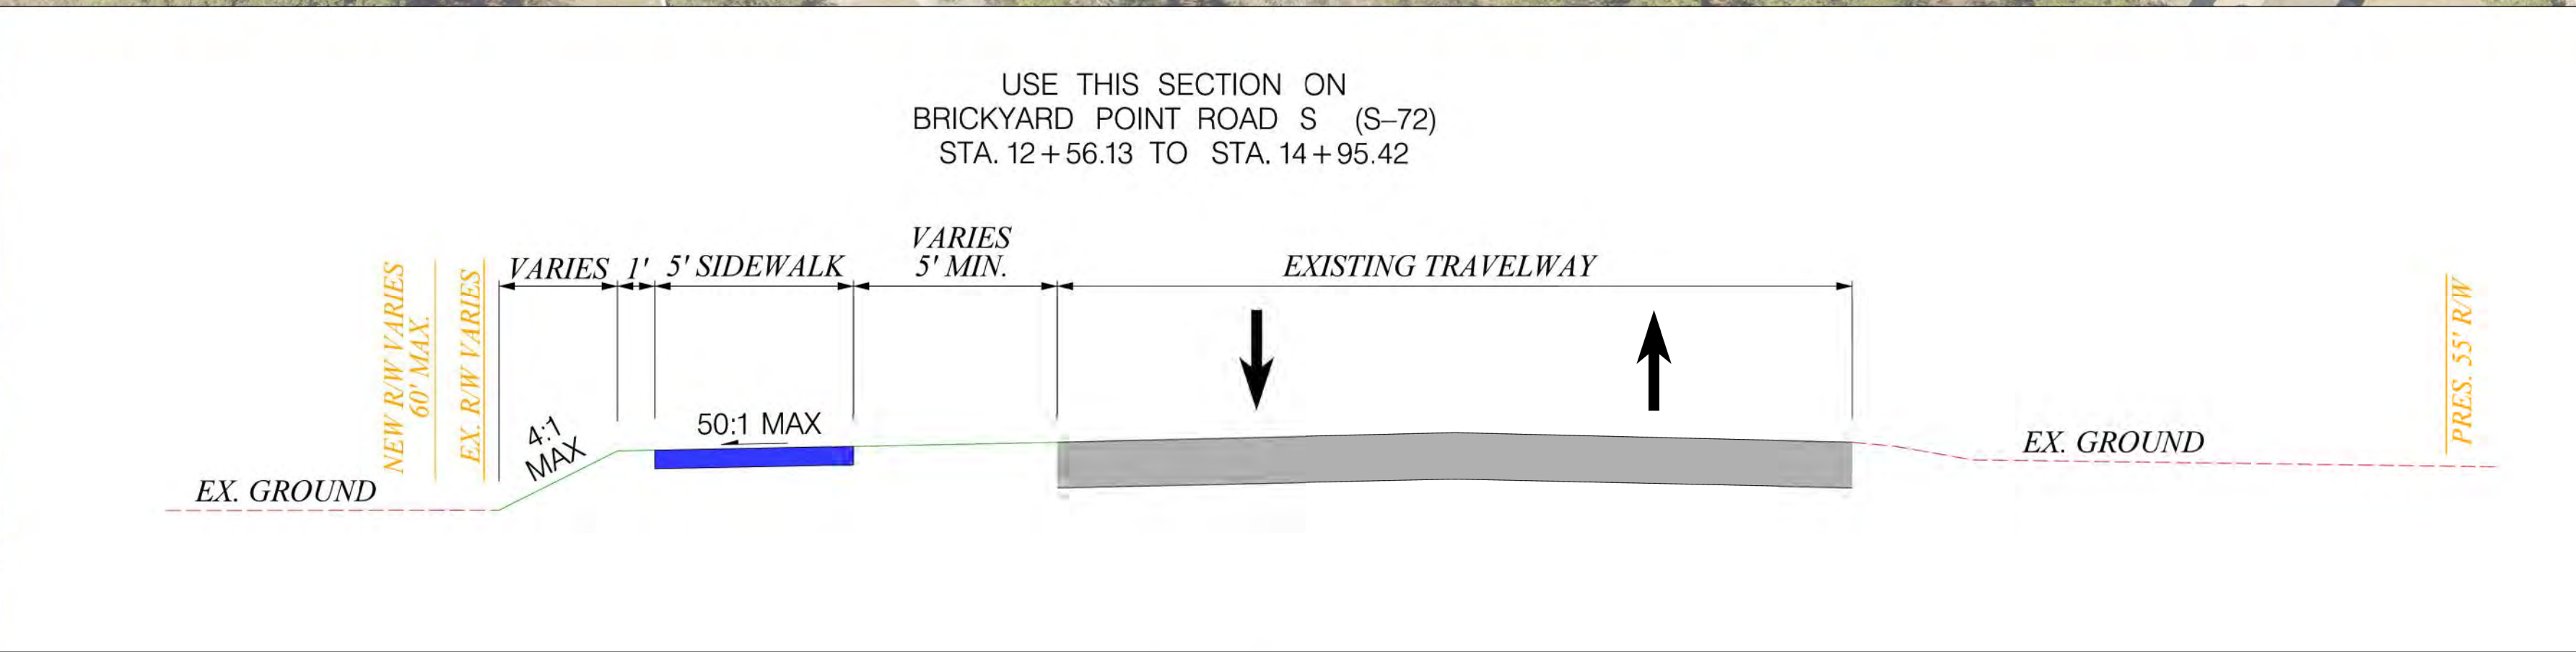 USE THIS SECTION ON
BRICKYARD POINT ROAD S (S-72)
STA. 12+56.13 TO STA. 14+95.42
NEW R/W VARIES
60' MAX.
EX. R/W VARIES
VARIES
1'
5' SIDEWALK
VARIES
5' MIN.
EXISTING TRAVELWAY
PRES. 55' R/W
4:1
MAX
50:1 MAX
EX. GROUND
EX. GROUND